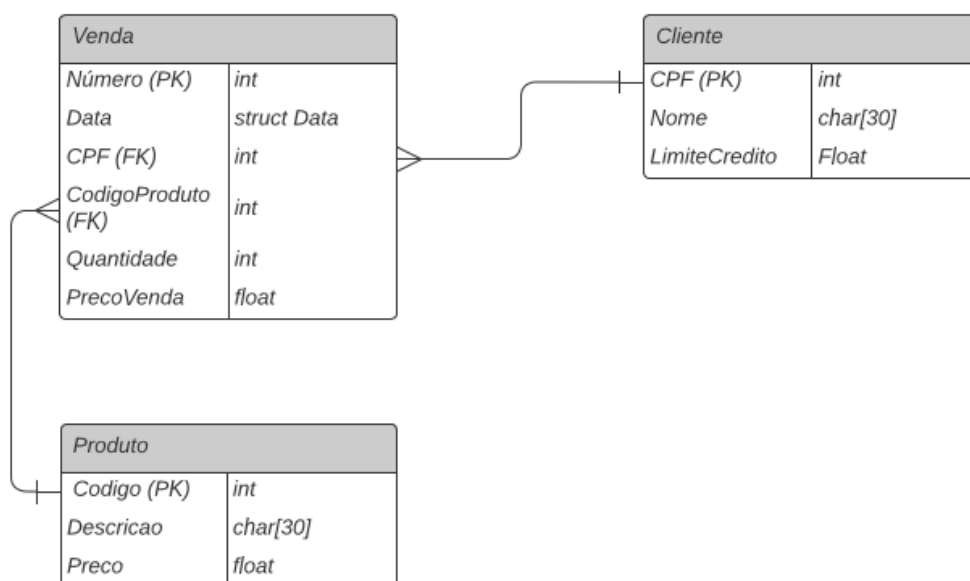 Venda
Número (PK) int
Data struct Data
CPF (FK) int
CodigoProduto
(FK) int
Quantidade int
PrecoVenda float
Cliente
CPF (PK) int
Nome char[30]
LimiteCredito Float
Produto
Codigo (PK) int
Descricao char[30]
Preco float